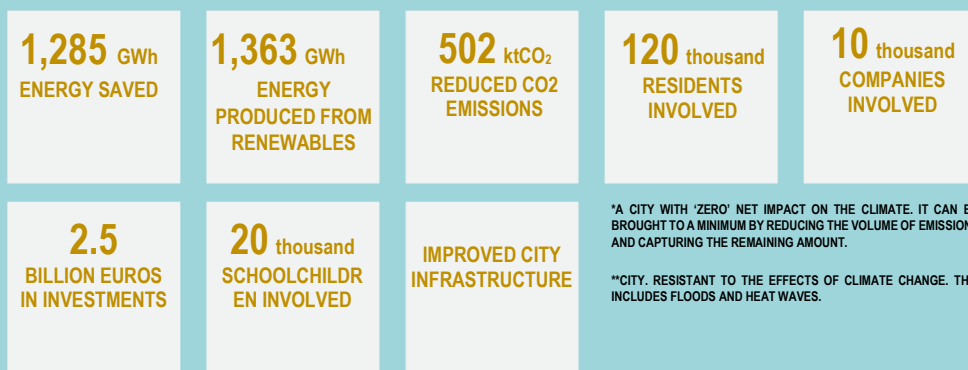 1,285 GWh
ENERGY SAVED
1,363 GWh
ENERGY
PRODUCED FROM
RENEWABLES
502 ktCO₂
REDUCED CO2
EMISSIONS
120 thousand
RESIDENTS
INVOLVED
10 thousand
COMPANIES
INVOLVED
2.5
BILLION EUROS
IN INVESTMENTS
20 thousand
SCHOOLCHILDR
EN INVOLVED
IMPROVED CITY
INFRASTRUCTURE
*A CITY WITH ‘ZERO’ NET IMPACT ON THE CLIMATE. IT CAN
BROUGHT TO A MINIMUM BY REDUCING THE VOLUME OF EMISSION
AND CAPTURING THE REMAINING AMOUNT.
**CITY. RESISTANT TO THE EFFECTS OF CLIMATE CHANGE.
INCLUDES FLOODS AND HEAT WAVES.